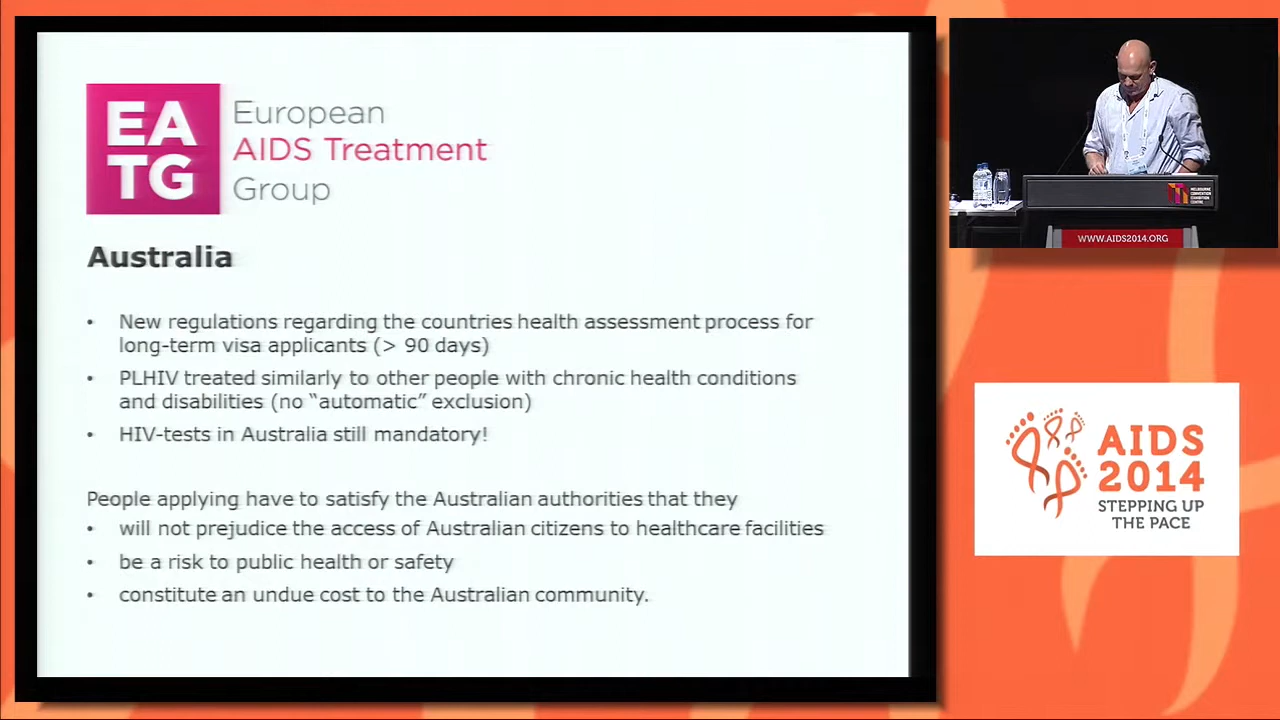 EA
TG
European
AIDS Treatment
Group
Australia
• New regulations regarding the countries health assessment process for
long-term visa applicants (> 90 days)
• PLHIV treated similarly to other people with chronic health conditions
and disabilities (no “automatic” exclusion)
• HIV-tests in Australia still mandatory!
People applying have to satisfy the Australian authorities that they
• will not prejudice the access of Australian citizens to healthcare facilities
• be a risk to public health or safety
• constitute an undue cost to the Australian community.
MELBOURNE
CONVENTION
EXHIBITION
CENTRE
WWW.AIDS2014.ORG
AIDS
2014
STEPPING UP
THE PACE